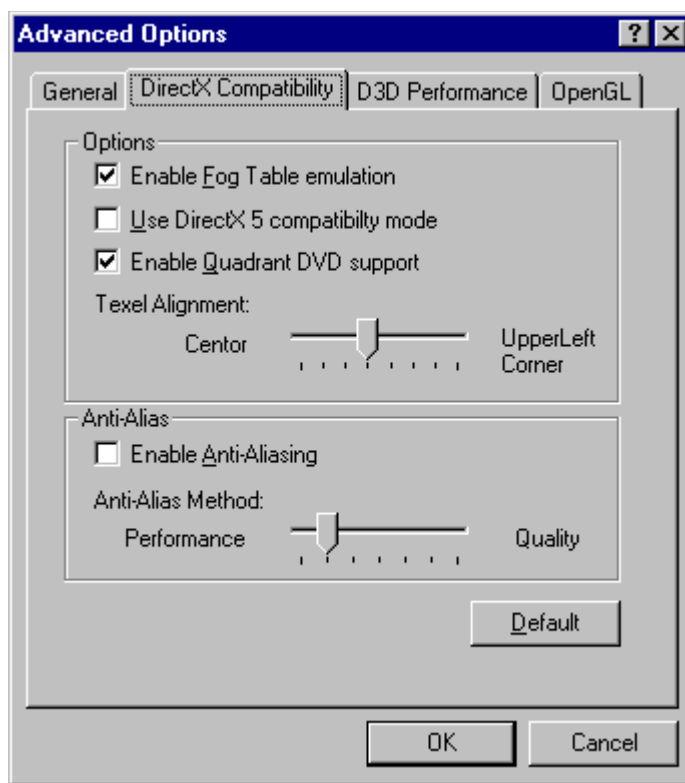 Advanced Options
General DirectX Compatibility D3D Performance OpenGL
Options
Enable Fog Table emulation
Use DirectX 5 compatibilty mode
Enable Quadrant DVD support
Texel Alignment:
Centor UpperLeft
Corner
Anti-Alias
Enable Anti-Aliasing
Anti-Alias Method:
Performance Quality
Default
OK Cancel